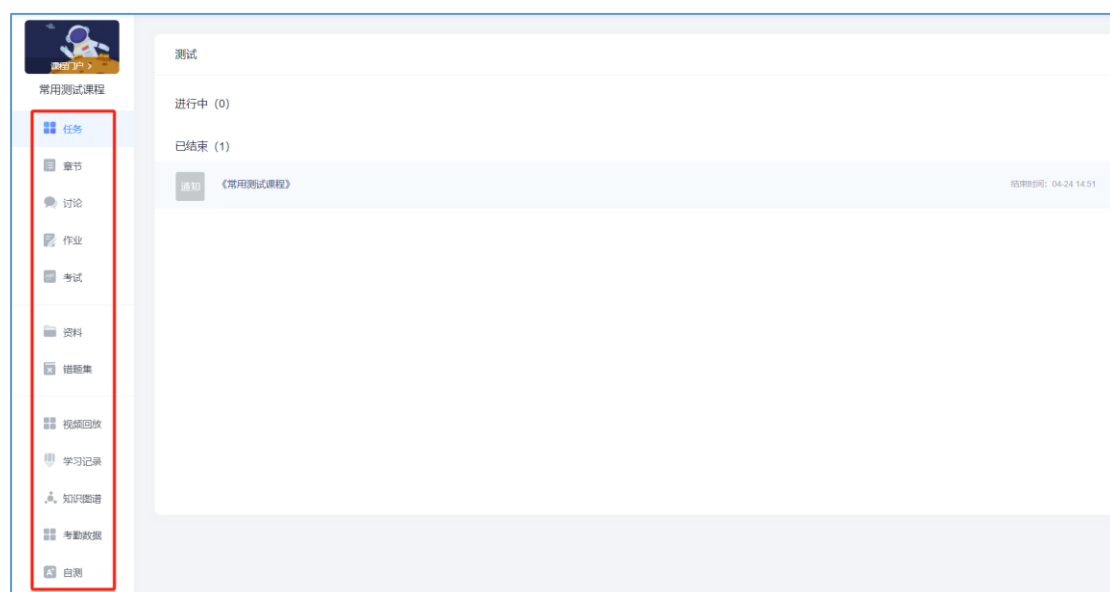 课程门户 >
常用测试课程
任务
章节
讨论
作业
考试
资料
错题集
视频回放
学习记录
知识图谱
考勤数据
自测
测试
进行中 (0)
已结束 (1)
通知 《常用测试课程》 结束时间: 04-24 14:51